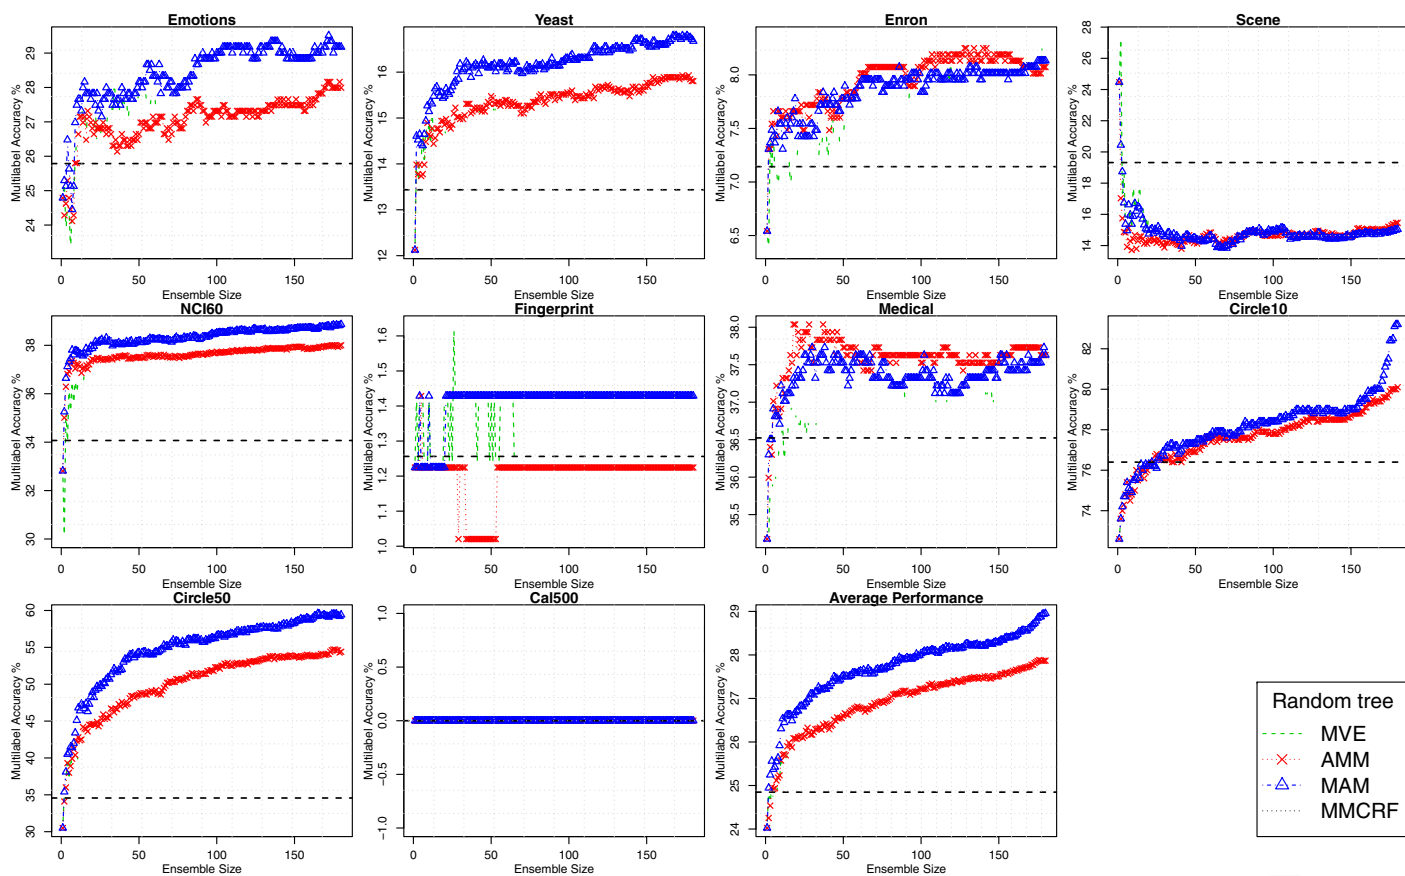 Emotions
Multilabel Accuracy %
24 25 26 27 28 29
0 50 100 150
Ensemble Size
Yeast
Multilabel Accuracy %
12 13 14 15 16
0 50 100 150
Ensemble Size
Enron
Multilabel Accuracy %
6.5 7.0 7.5 8.0
0 50 100 150
Ensemble Size
Scene
Multilabel Accuracy %
14 16 18 20 22 24 26 28
0 50 100 150
Ensemble Size
NCI60
Multilabel Accuracy %
30 32 34 36 38
0 50 100 150
Ensemble Size
Fingerprint
Multilabel Accuracy %
1.0 1.1 1.2 1.3 1.4 1.5 1.6
0 50 100 150
Ensemble Size
Medical
Multilabel Accuracy %
35.5 36.0 36.5 37.0 37.5 38.0
0 50 100 150
Ensemble Size
Circle10
Multilabel Accuracy %
74 76 78 80 82
0 50 100 150
Ensemble Size
Circle50
Multilabel Accuracy %
30 35 40 45 50 55 60
0 50 100 150
Ensemble Size
Cal500
Multilabel Accuracy %
−1.0 −0.5 0.0 0.5 1.0
0 50 100 150
Ensemble Size
Average Performance
Multilabel Accuracy %
24 25 26 27 28 29
0 50 100 150
Ensemble Size
Random tree
MVE
AMM
MAM
MMCRF